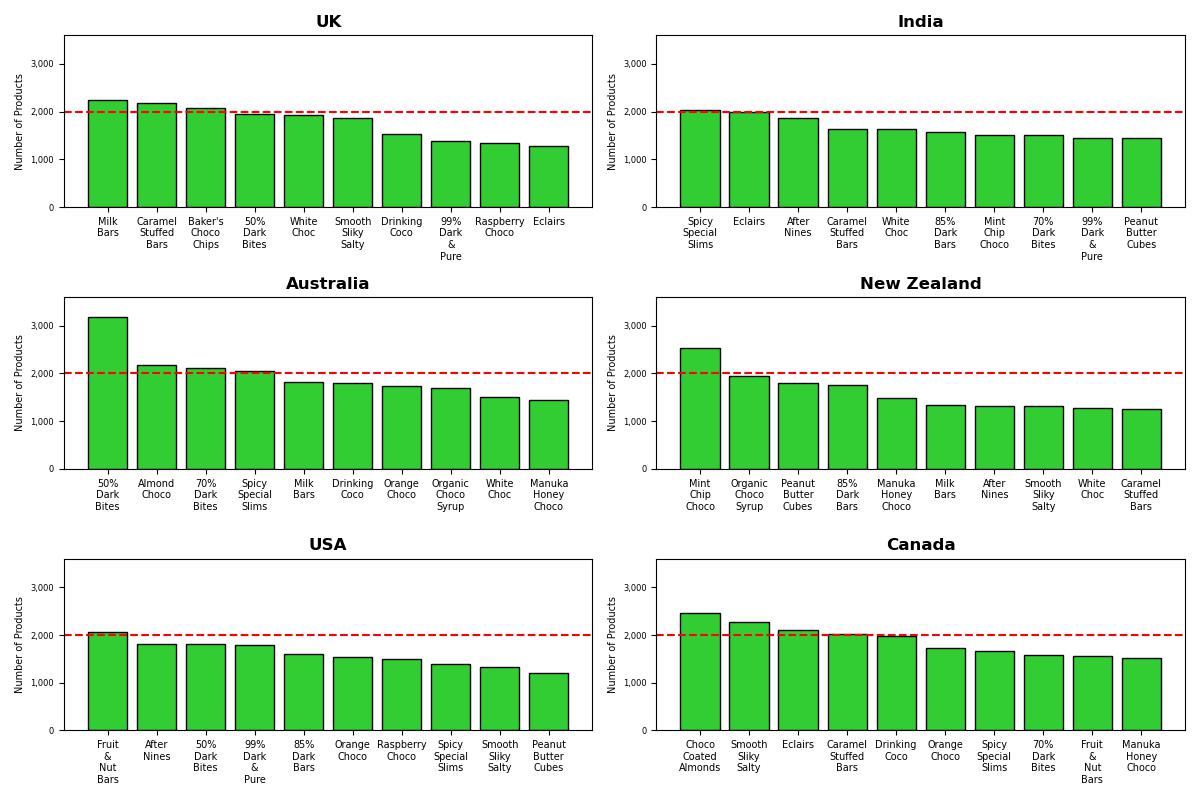 UK
Number of Products
3,000
2,000
1,000
0
Milk
Bars
Caramel
Stuffed
Bars
Baker's
Choco
Chips
50%
Dark
Bites
White
Choc
Smooth
Sliky
Salty
Drinking
Coco
99%
Dark
&
Pure
Raspberry
Choco
Eclairs
India
Number of Products
3,000
2,000
1,000
0
Spicy
Special
Slims
Eclairs
After
Nines
Caramel
Stuffed
Bars
White
Choc
85%
Dark
Bars
Mint
Chip
Choco
70%
Dark
Bites
99%
Dark
&
Pure
Peanut
Butter
Cubes
Australia
Number of Products
3,000
2,000
1,000
0
50%
Dark
Bites
Almond
Choco
70%
Dark
Bites
Spicy
Special
Slims
Milk
Bars
Drinking
Coco
Orange
Choco
Organic
Choco
Syrup
White
Choc
Manuka
Honey
Choco
New Zealand
Number of Products
3,000
2,000
1,000
0
Mint
Chip
Choco
Organic
Choco
Syrup
Peanut
Butter
Cubes
85%
Dark
Bars
Manuka
Honey
Choco
Milk
Bars
After
Nines
Smooth
Sliky
Salty
White
Choc
Caramel
Stuffed
Bars
USA
Number of Products
3,000
2,000
1,000
0
Fruit
&
Nut
Bars
After
Nines
50%
Dark
Bites
99%
Dark
&
Pure
85%
Dark
Bars
Orange
Choco
Raspberry
Choco
Spicy
Special
Slims
Smooth
Sliky
Salty
Peanut
Butter
Cubes
Canada
Number of Products
3,000
2,000
1,000
0
Choco
Coated
Almonds
Smooth
Sliky
Salty
Eclairs
Caramel
Stuffed
Bars
Drinking
Coco
Orange
Choco
Spicy
Special
Slims
70%
Dark
Bites
Fruit
&
Nut
Bars
Manuka
Honey
Choco